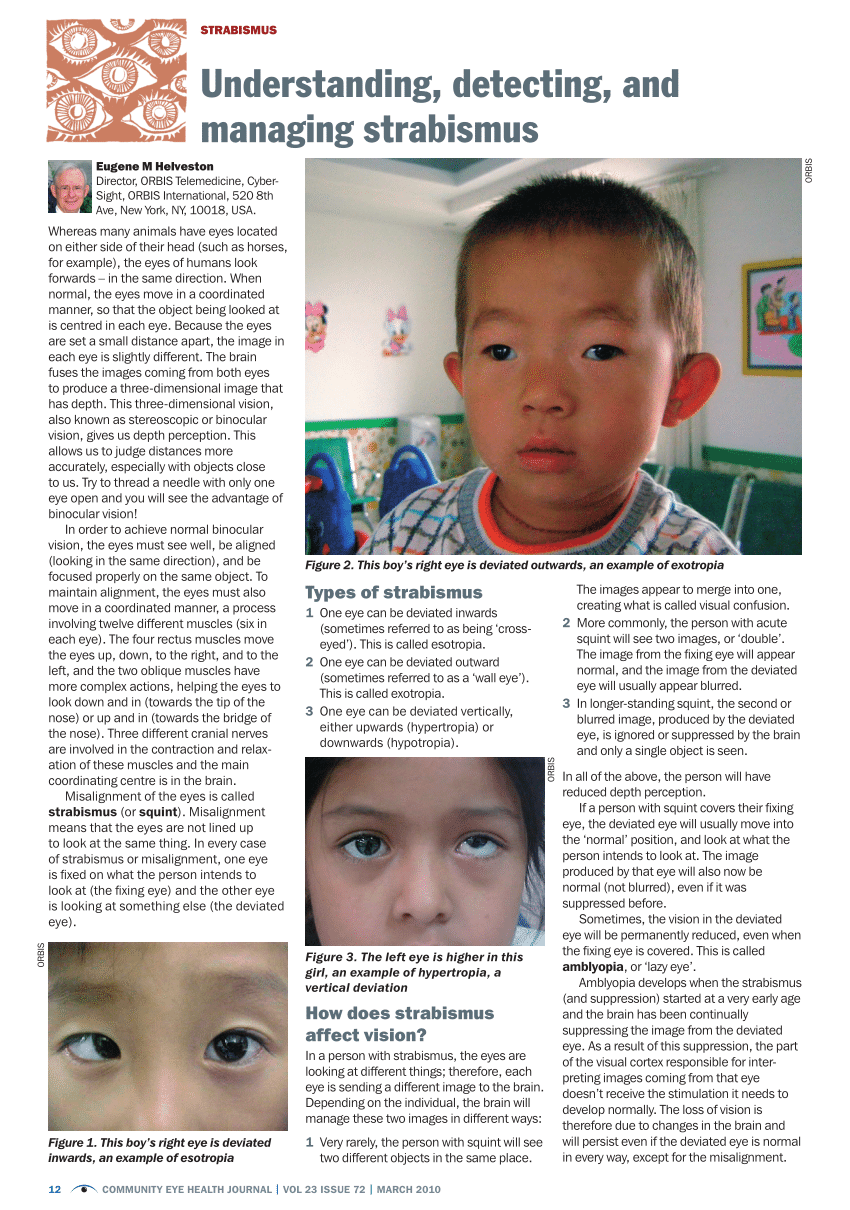 STRABISMUS
Understanding, detecting, and
managing strabismus
Eugene M Helveston
Director, ORBIS Telemedicine, Cyber-
Sight, ORBIS International, 520 8th
Ave, New York, NY, 10018, USA.
Whereas many animals have eyes located
on either side of their head (such as horses,
for example), the eyes of humans look
forwards – in the same direction. When
normal, the eyes move in a coordinated
manner, so that the object being looked at
is centred in each eye. Because the eyes
are set a small distance apart, the image in
each eye is slightly different. The brain
fuses the images coming from both eyes
to produce a three-dimensional image that
has depth. This three-dimensional vision,
also known as stereoscopic or binocular
vision, gives us depth perception. This
allows us to judge distances more
accurately, especially with objects close
to us. Try to thread a needle with only one
eye open and you will see the advantage of
binocular vision!
In order to achieve normal binocular
vision, the eyes must see well, be aligned
(looking in the same direction), and be
focused properly on the same object. To
maintain alignment, the eyes must also
move in a coordinated manner, a process
involving twelve different muscles (six in
each eye). The four rectus muscles move
the eyes up, down, to the right, and to the
left, and the two oblique muscles have
more complex actions, helping the eyes to
look down and in (towards the tip of the
nose) or up and in (towards the bridge of
the nose). Three different cranial nerves
are involved in the contraction and relax-
ation of these muscles and the main
coordinating centre is in the brain.
Misalignment of the eyes is called
strabismus (or squint). Misalignment
means that the eyes are not lined up
to look at the same thing. In every case
of strabismus or misalignment, one eye
is fixed on what the person intends to
look at (the fixing eye) and the other eye
is looking at something else (the deviated
eye).
ORBIS
Figure 1. This boy's right eye is deviated
inwards, an example of esotropia
ORBIS
Figure 2. This boy's right eye is deviated outwards, an example of exotropia
Types of strabismus
1 One eye can be deviated inwards
(sometimes referred to as being 'cross-
eyed'). This is called esotropia.
2 One eye can be deviated outward
(sometimes referred to as a 'wall eye').
This is called exotropia.
3 One eye can be deviated vertically,
either upwards (hypertropia) or
downwards (hypotropia).
ORBIS
Figure 3. The left eye is higher in this
girl, an example of hypertropia, a
vertical deviation
How does strabismus
affect vision?
In a person with strabismus, the eyes are
looking at different things; therefore, each
eye is sending a different image to the brain.
Depending on the individual, the brain will
manage these two images in different ways:
1 Very rarely, the person with squint will see
two different objects in the same place.
The images appear to merge into one,
creating what is called visual confusion.
2 More commonly, the person with acute
squint will see two images, or 'double'.
The image from the fixing eye will appear
normal, and the image from the deviated
eye will usually appear blurred.
3 In longer-standing squint, the second or
blurred image, produced by the deviated
eye, is ignored or suppressed by the brain
and only a single object is seen.
In all of the above, the person will have
reduced depth perception.
If a person with squint covers their fixing
eye, the deviated eye will usually move into
the 'normal' position, and look at what the
person intends to look at. The image
produced by that eye will also now be
normal (not blurred), even if it was
suppressed before.
Sometimes, the vision in the deviated
eye will be permanently reduced, even when
the fixing eye is covered. This is called
amblyopia, or 'lazy eye'.
Amblyopia develops when the strabismus
(and suppression) started at a very early age
and the brain has been continually
suppressing the image from the deviated
eye. As a result of this suppression, the part
of the visual cortex responsible for inter-
preting images coming from that eye
doesn't receive the stimulation it needs to
develop normally. The loss of vision is
therefore due to changes in the brain and
will persist even if the deviated eye is normal
in every way, except for the misalignment.
12 COMMUNITY EYE HEALTH JOURNAL | VOL 23 ISSUE 72 | MARCH 2010